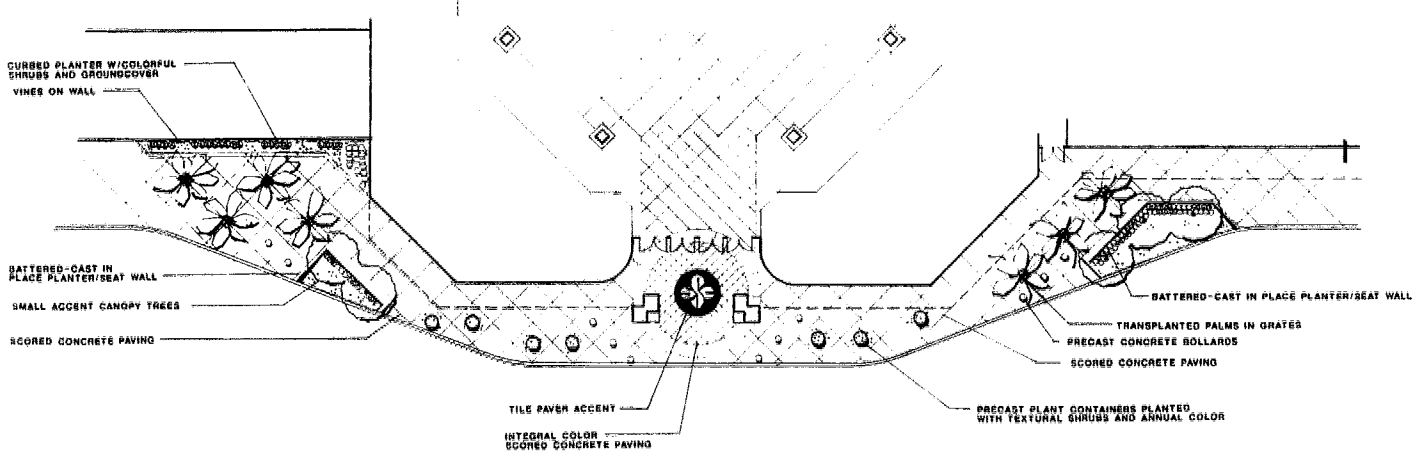 CURBED PLANTER W/COLORFUL
SHRUBS AND GROUNDCOVER
VINES ON WALL
BATTERED-CAST IN
PLACE PLANTER/SEAT WALL
SMALL ACCENT CANOPY TREES
SCORED CONCRETE PAVING
TILE PAVER ACCENT
INTEGRAL COLOR
SCORED CONCRETE PAVING
BATTERED-CAST IN PLACE PLANTER/SEAT WALL
TRANSPLANTED PALMS IN GRATES
PRECAST CONCRETE BOLLARDS
SCORED CONCRETE PAVING
PRECAST PLANT CONTAINERS PLANTED
WITH TEXTURAL SHRUBS AND ANNUAL COLOR